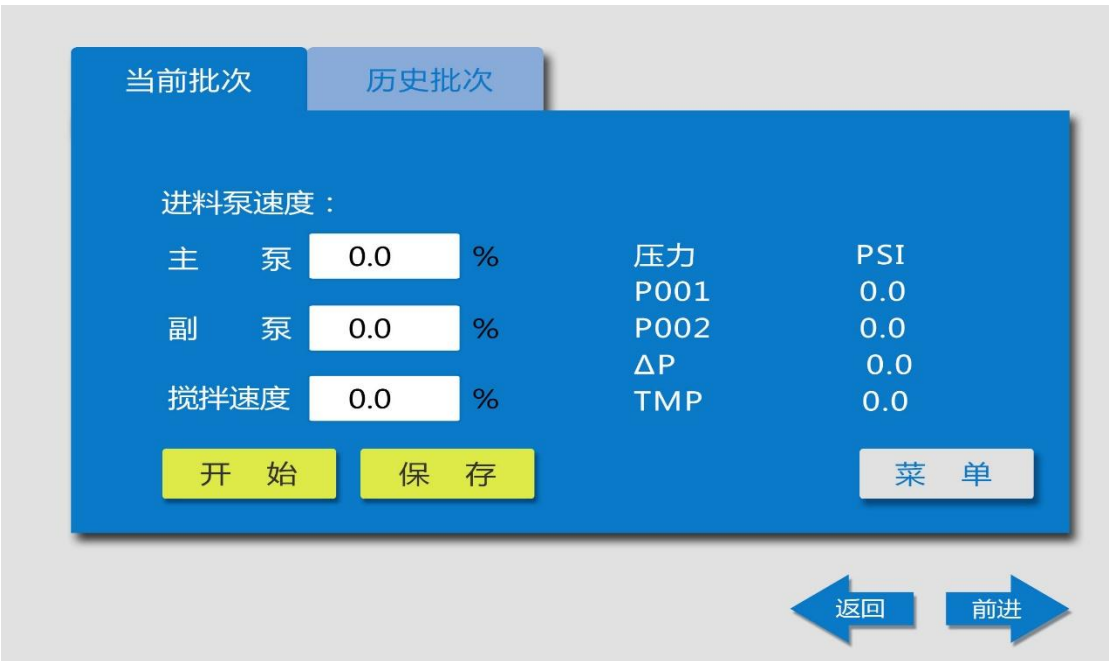 当前批次 历史批次
进料泵速度：
主 泵 0.0 % 压力 PSI
P001 0.0
副 泵 0.0 % P002 0.0
ΔP 0.0
搅拌速度 0.0 % TMP 0.0
开 始 保 存 菜 单
返回 前进